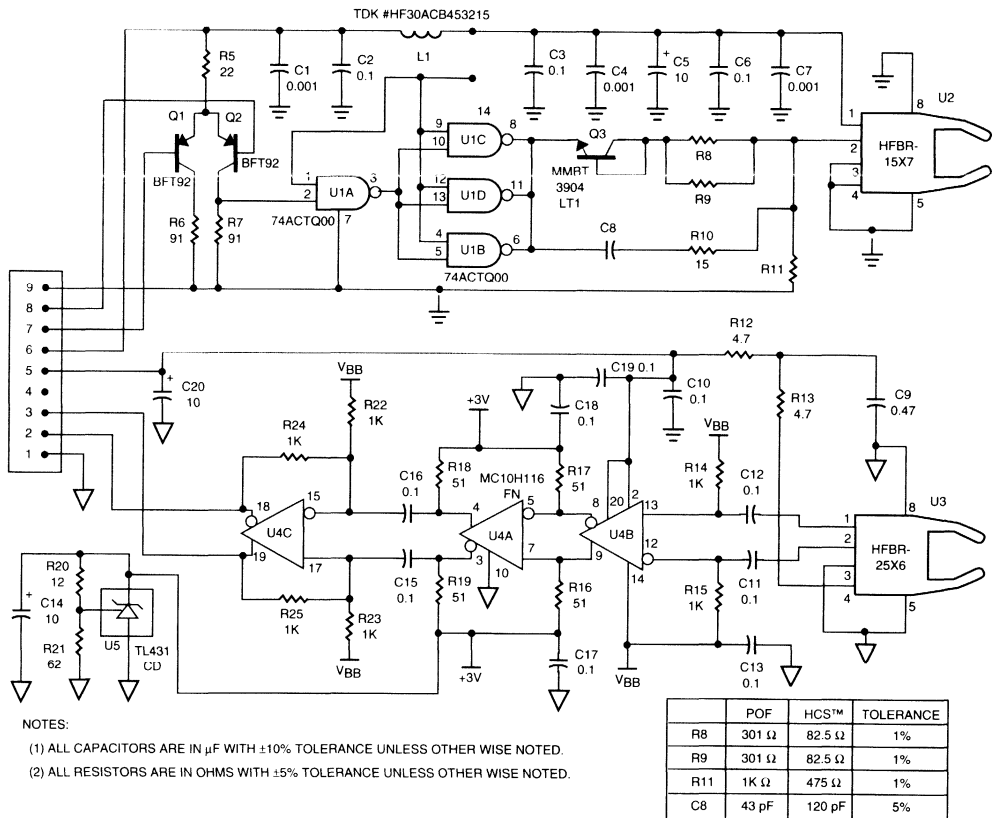 TDK #HF30ACB453215
L1
R5
22
C1
0.001
C2
0.1
C3
0.1
C4
0.001
+
C5
10
C6
0.1
C7
0.001
U2
8
1
2
3
4
5
HFBR-
15X7
Q1
Q2
BFT92
BFT92
R6
91
R7
91
1
2
3
U1A
7
74ACTQ00
14
9
10
U1C
8
12
13
U1D
11
4
5
U1B
6
74ACTQ00
Q3
MMBT
3904
LT1
R8
R9
C8
R10
15
R11
9
8
7
6
5
4
3
2
1
+
C20
10
R12
4.7
R13
4.7
C9
0.47
C19 0.1
C10
0.1
C18
0.1
VBB
R22
1K
R24
1K
+3V
R18
51
MC10H116
FN
R17
51
VBB
R14
1K
C12
0.1
C16
0.1
18
15
U4C
19
17
4
5
U4A
3
10
7
8
20
2
13
U4B
9
12
14
C15
0.1
R19
51
R16
51
R15
1K
C11
0.1
U3
8
1
2
3
4
5
HFBR-
25X6
R25
1K
R23
1K
VBB
+3V
C17
0.1
VBB
C13
0.1
+
R20
12
C14
10
R21
62
U5
TL431
CD
NOTES:
(1) ALL CAPACITORS ARE IN µF WITH ±10% TOLERANCE UNLESS OTHER WISE NOTED.
(2) ALL RESISTORS ARE IN OHMS WITH ±5% TOLERANCE UNLESS OTHER WISE NOTED.
POF HCS™ TOLERANCE
R8 301 Ω 82.5 Ω 1%
R9 301 Ω 82.5 Ω 1%
R11 1K Ω 475 Ω 1%
C8 43 pF 120 pF 5%